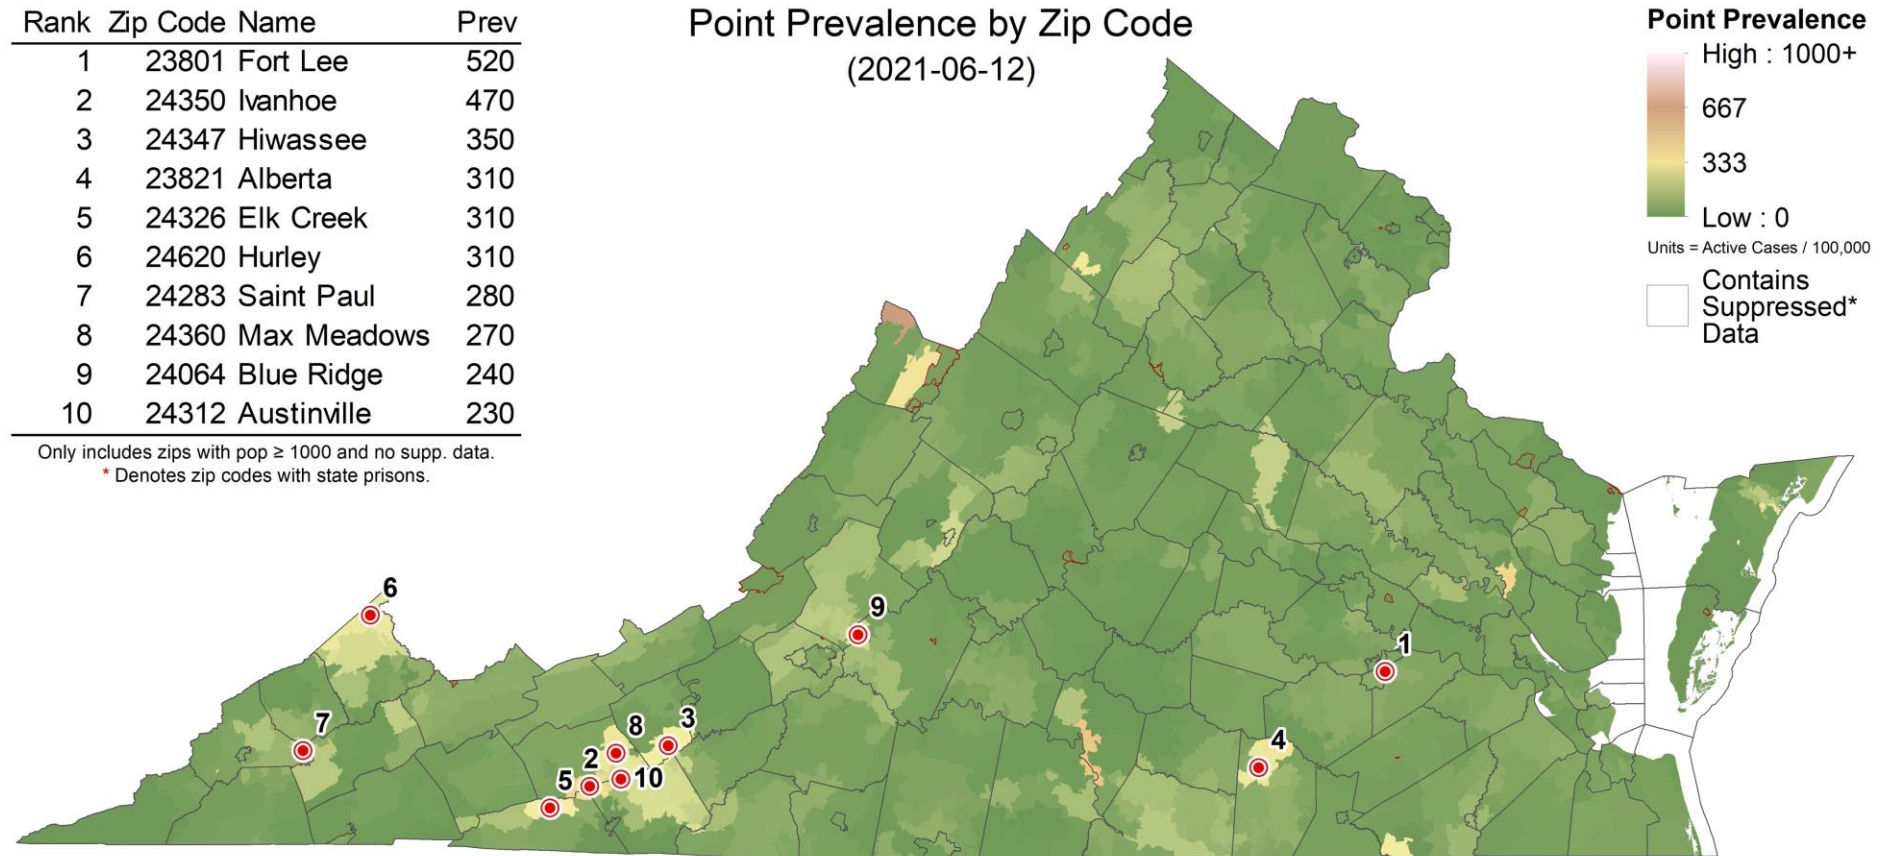 Point Prevalence by Zip Code
(2021-06-12)
Rank Zip Code Name Prev
1 23801 Fort Lee 520
2 24350 Ivanhoe 470
3 24347 Hiwassee 350
4 23821 Alberta 310
5 24326 Elk Creek 310
6 24620 Hurley 310
7 24283 Saint Paul 280
8 24360 Max Meadows 270
9 24064 Blue Ridge 240
10 24312 Austinville 230
Only includes zips with pop ≥ 1000 and no supp. data.
* Denotes zip codes with state prisons.
Point Prevalence
High : 1000+
667
333
Low : 0
Units = Active Cases / 100,000
Contains
Suppressed*
Data
6
9
1
7
8
3
2
5
10
4